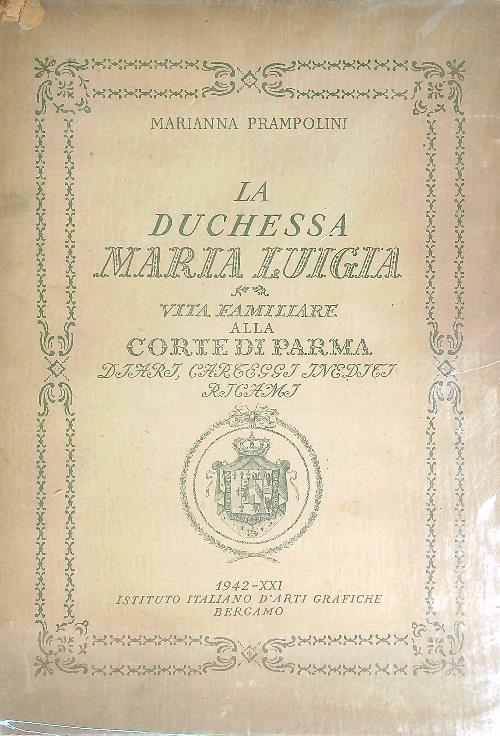 MARIANNA PRAMPOLINI
LA
DUCHESSA
MARIA LUIGIA
VITA FAMILIARE
ALLA
CORTE DI PARMA
DIARI, CARTEGGI INEDITI
RICAMI
1942-XXI
ISTITUTO ITALIANO D'ARTI GRAFICHE
BERGAMO